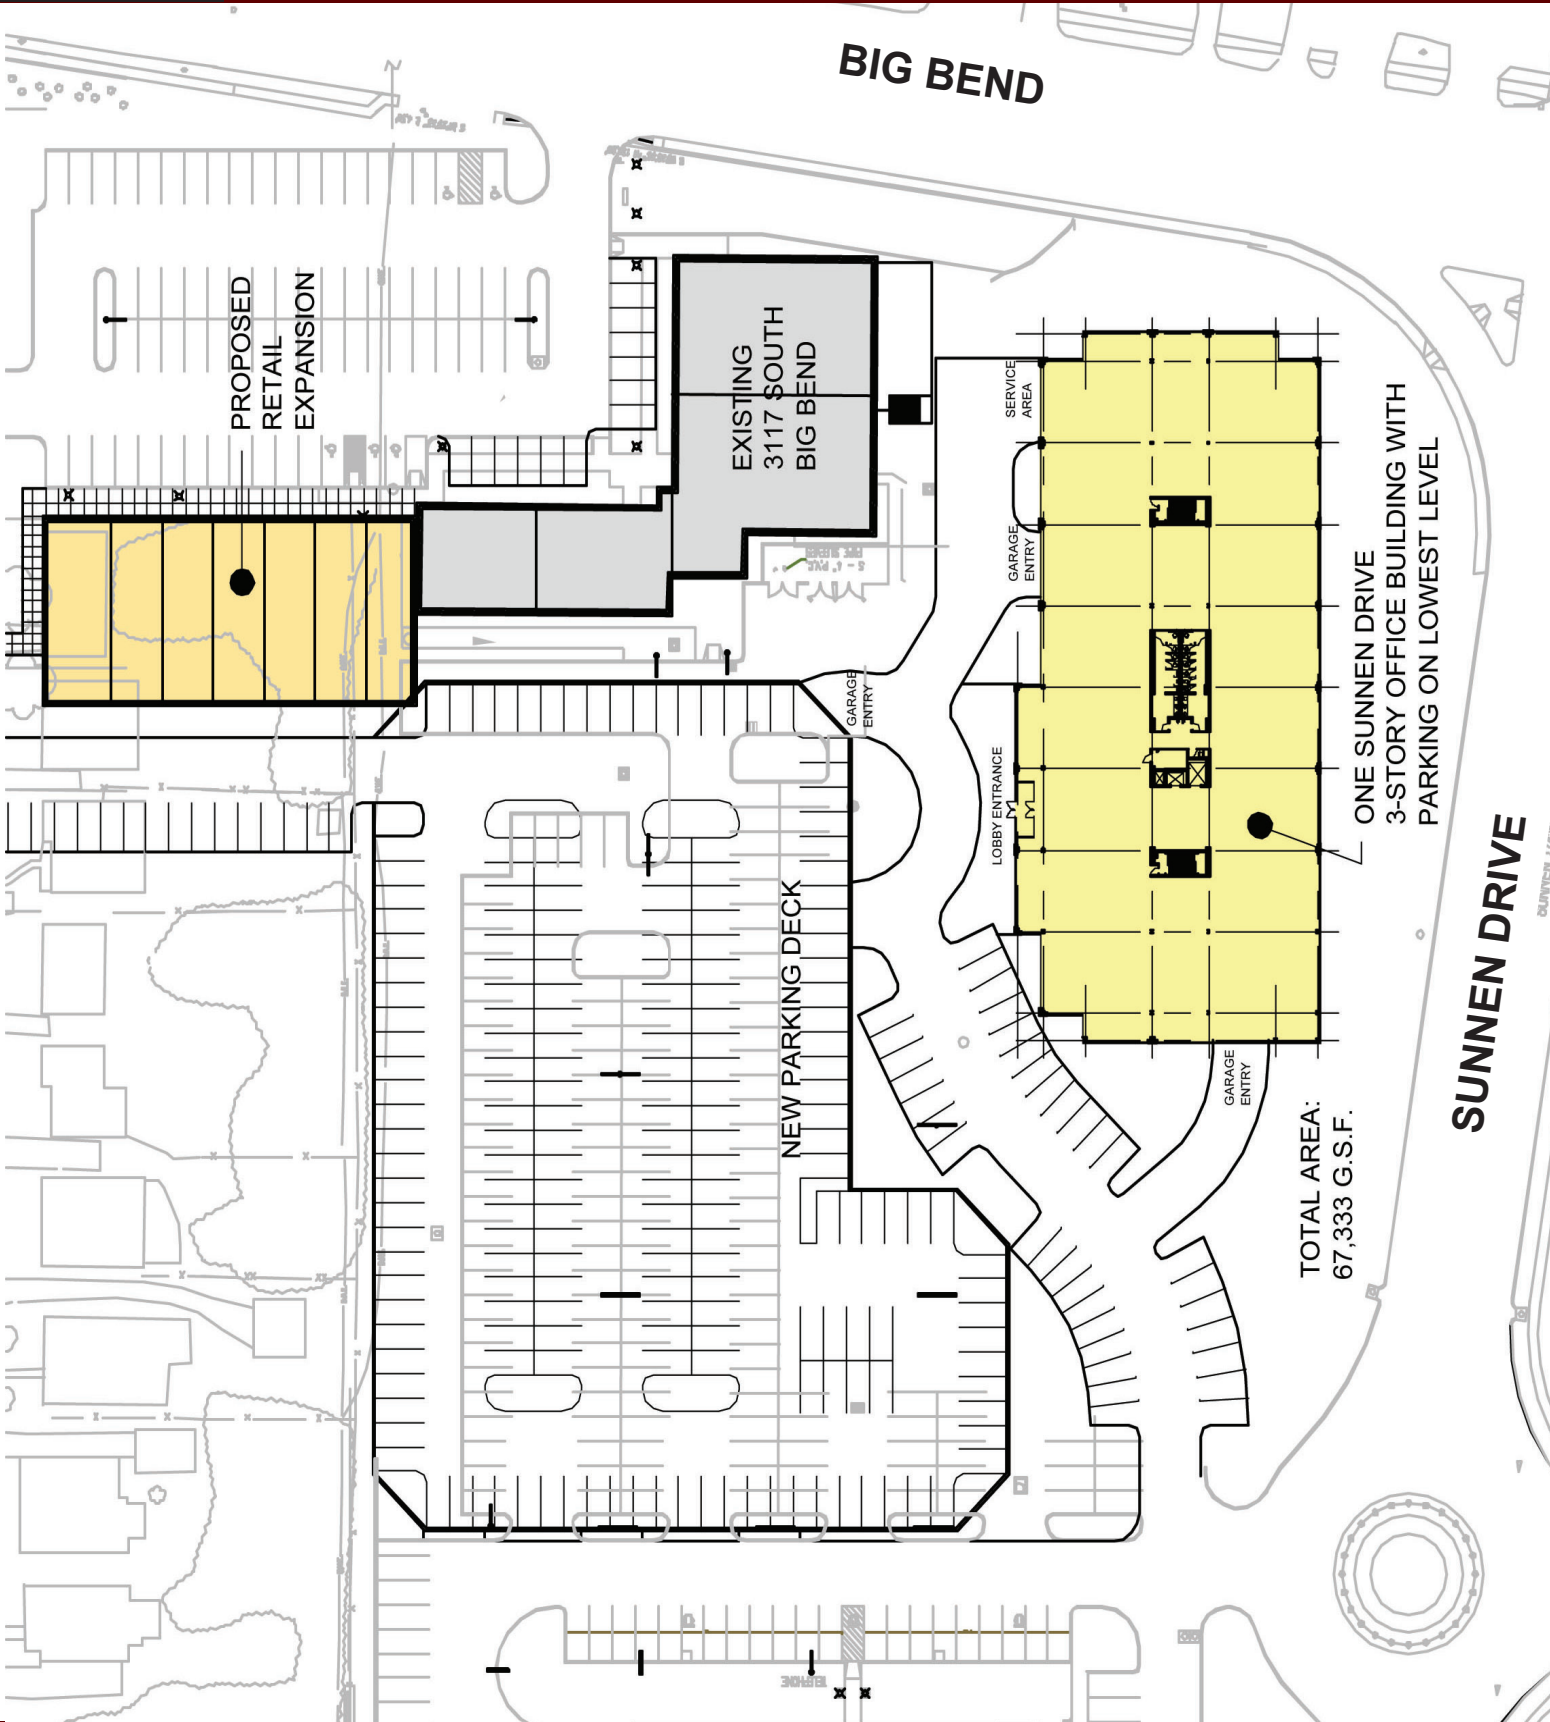 BIG BEND
PROPOSED
RETAIL
EXPANSION
EXISTING
3117 SOUTH
BIG BEND
SERVICE
AREA
GARAGE
ENTRY
GARAGE
ENTRY
LOBBY ENTRANCE
ONE SUNNEN DRIVE
3-STORY OFFICE BUILDING WITH
PARKING ON LOWEST LEVEL
NEW PARKING DECK
GARAGE
ENTRY
TOTAL AREA:
67,333 G.S.F.
SUNNEN DRIVE
TELEPHONE